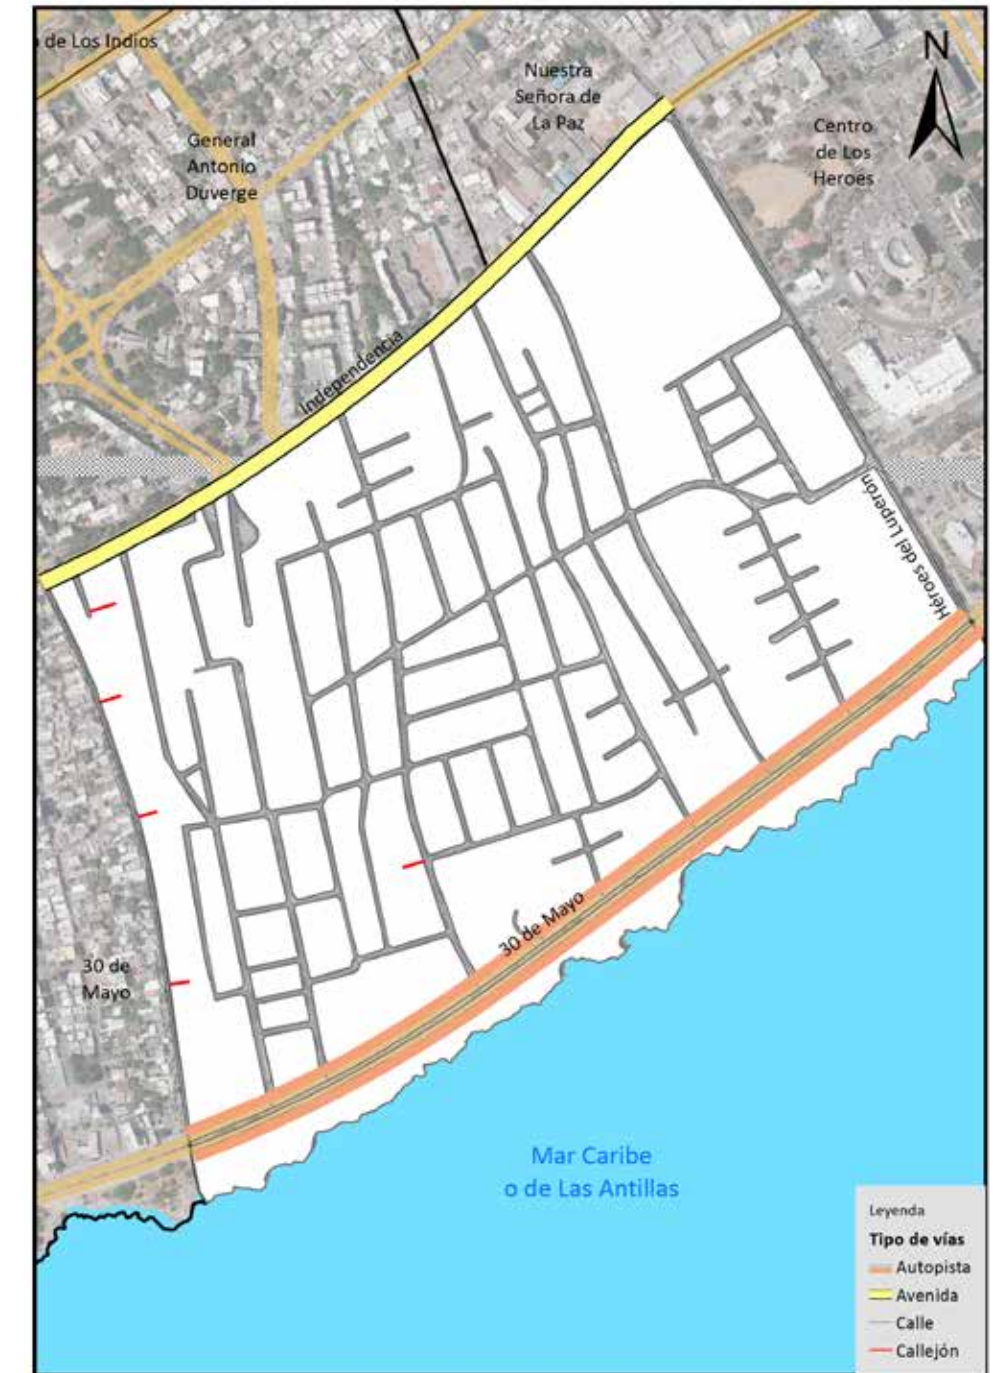 o de Los Indios
N
Nuestra
Señora de
La Paz
General
Antonio
Duverge
Centro
de Los
Heroes
Independencia
Héroes del Luperón
30 de Mayo
30 de
Mayo
Mar Caribe
o de Las Antillas
Leyenda
Tipo de vías
Autopista
Avenida
Calle
Callejón